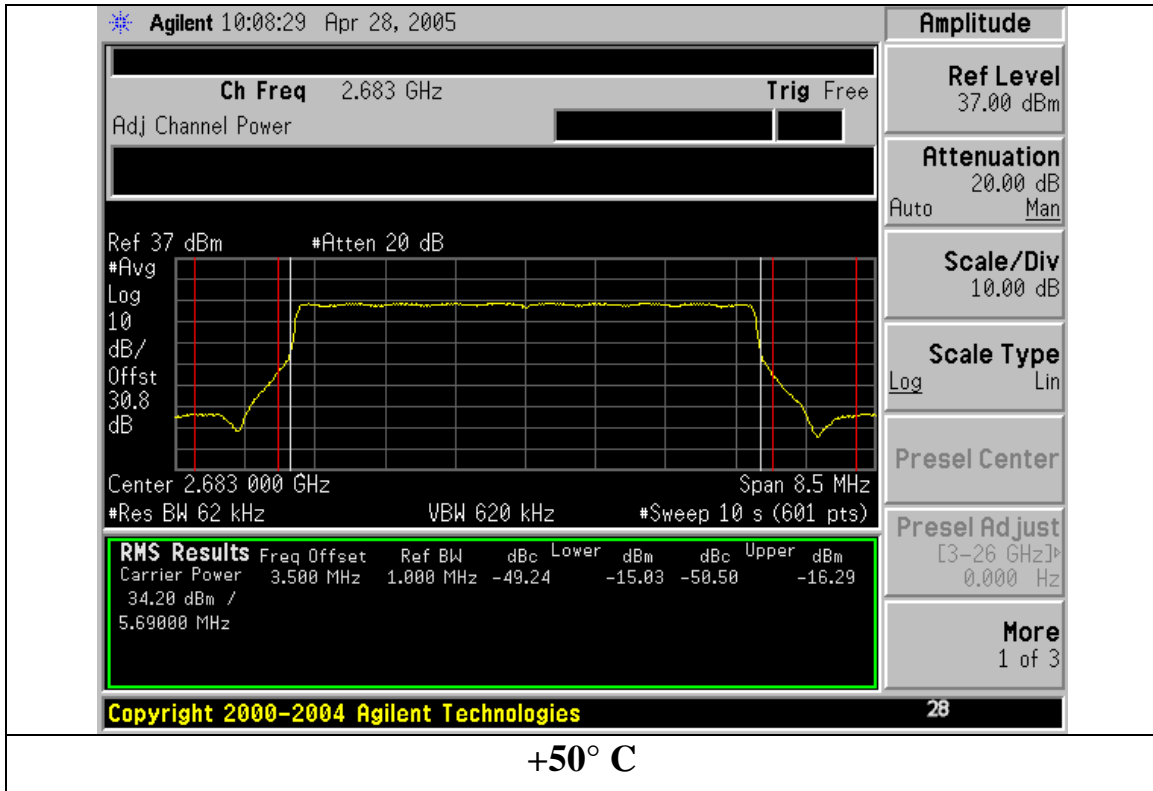 Agilent 10:08:29 Apr 28, 2005
Amplitude
Ch Freq 2.683 GHz Trig Free
Adj Channel Power
Ref Level
37.00 dBm
Attenuation
20.00 dB
Auto Man
Scale/Div
10.00 dB
Scale Type
Log Lin
Presel Center
Presel Adjust
[3-26 GHz]
0.000 Hz
More
1 of 3
Ref 37 dBm #Atten 20 dB
#Avg
Log
10
dB/
Offst
30.8
dB
Center 2.683 000 GHz Span 8.5 MHz
#Res BW 62 kHz VBW 620 kHz #Sweep 10 s (601 pts)
RMS Results Freq Offset Ref BW dBc Lower dBm dBc Upper dBm
Carrier Power 3.500 MHz 1.000 MHz -49.24 -15.03 -50.50 -16.29
34.20 dBm /
5.69000 MHz
Copyright 2000-2004 Agilent Technologies
28
+50° C